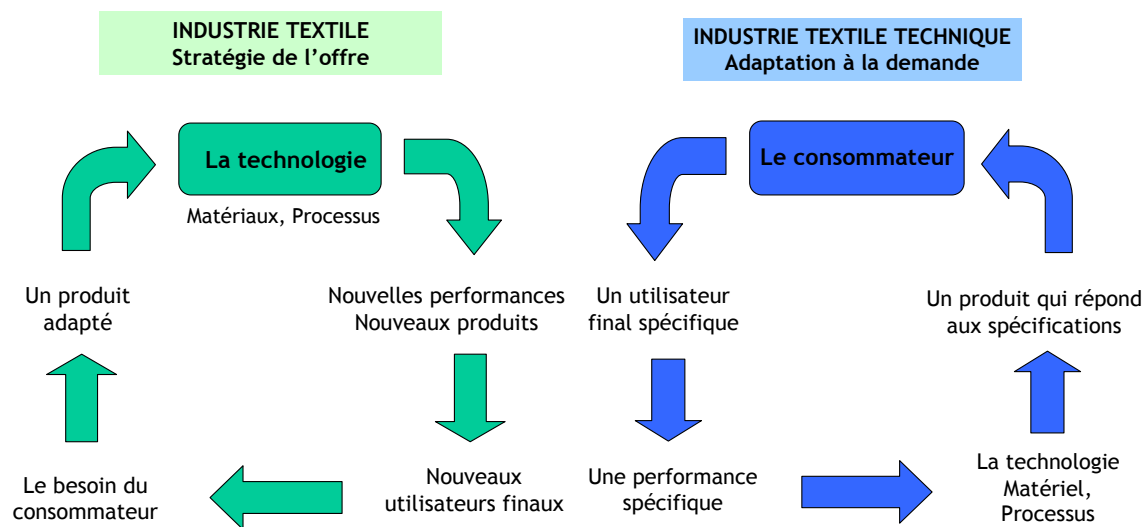 INDUSTRIE TEXTILE
Stratégie de l’offre
La technologie
Matériaux, Processus
Un produit
adapté
Nouvelles performances
Nouveaux produits
Le besoin du
consommateur
Nouveaux
utilisateurs finaux
INDUSTRIE TEXTILE TECHNIQUE
Adaptation à la demande
Le consommateur
Un utilisateur
final spécifique
Un produit qui répond
aux spécifications
Une performance
spécifique
La technologie
Matériel,
Processus